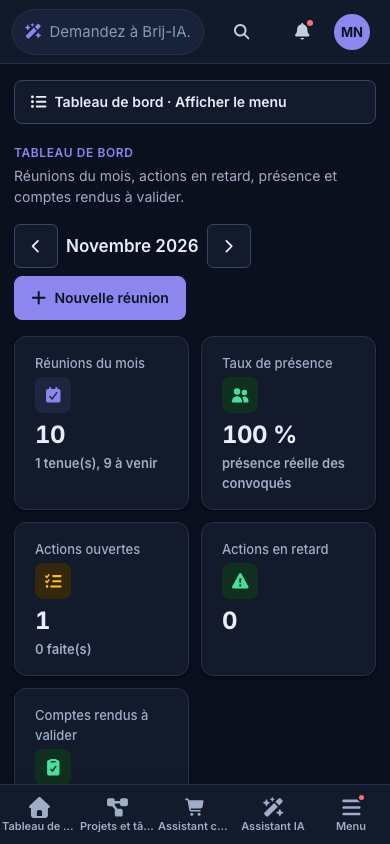 Demandez à Brij-IA.
MN
Tableau de bord · Afficher le menu
TABLEAU DE BORD
Réunions du mois, actions en retard, présence et
comptes rendus à valider.
Novembre 2026
Nouvelle réunion
Réunions du mois
10
1 tenue(s), 9 à venir
Taux de présence
100 %
présence réelle des
convoqués
Actions ouvertes
1
0 faite(s)
Actions en retard
0
Comptes rendus à
valider
Tableau de ...
Projets et tâ...
Assistant c...
Assistant IA
Menu